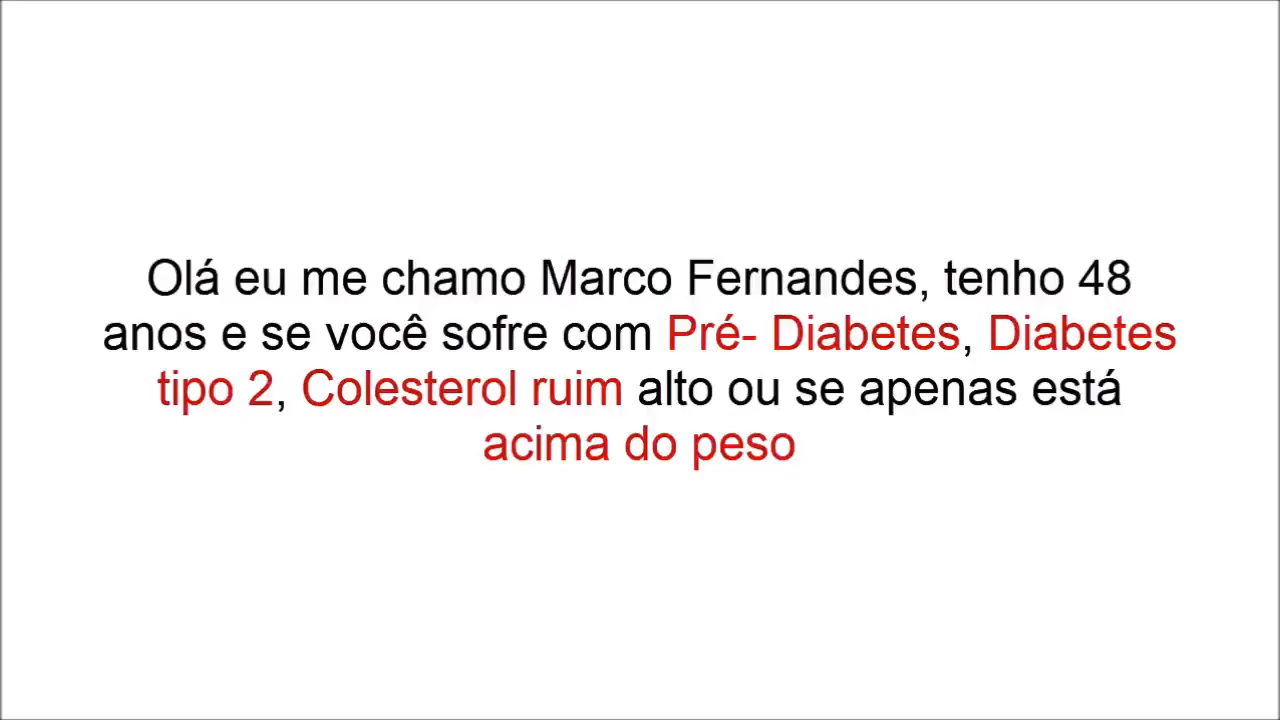 Olá eu me chamo Marco Fernandes, tenho 48
anos e se você sofre com Pré- Diabetes, Diabetes
tipo 2, Colesterol ruim alto ou se apenas está
acima do peso